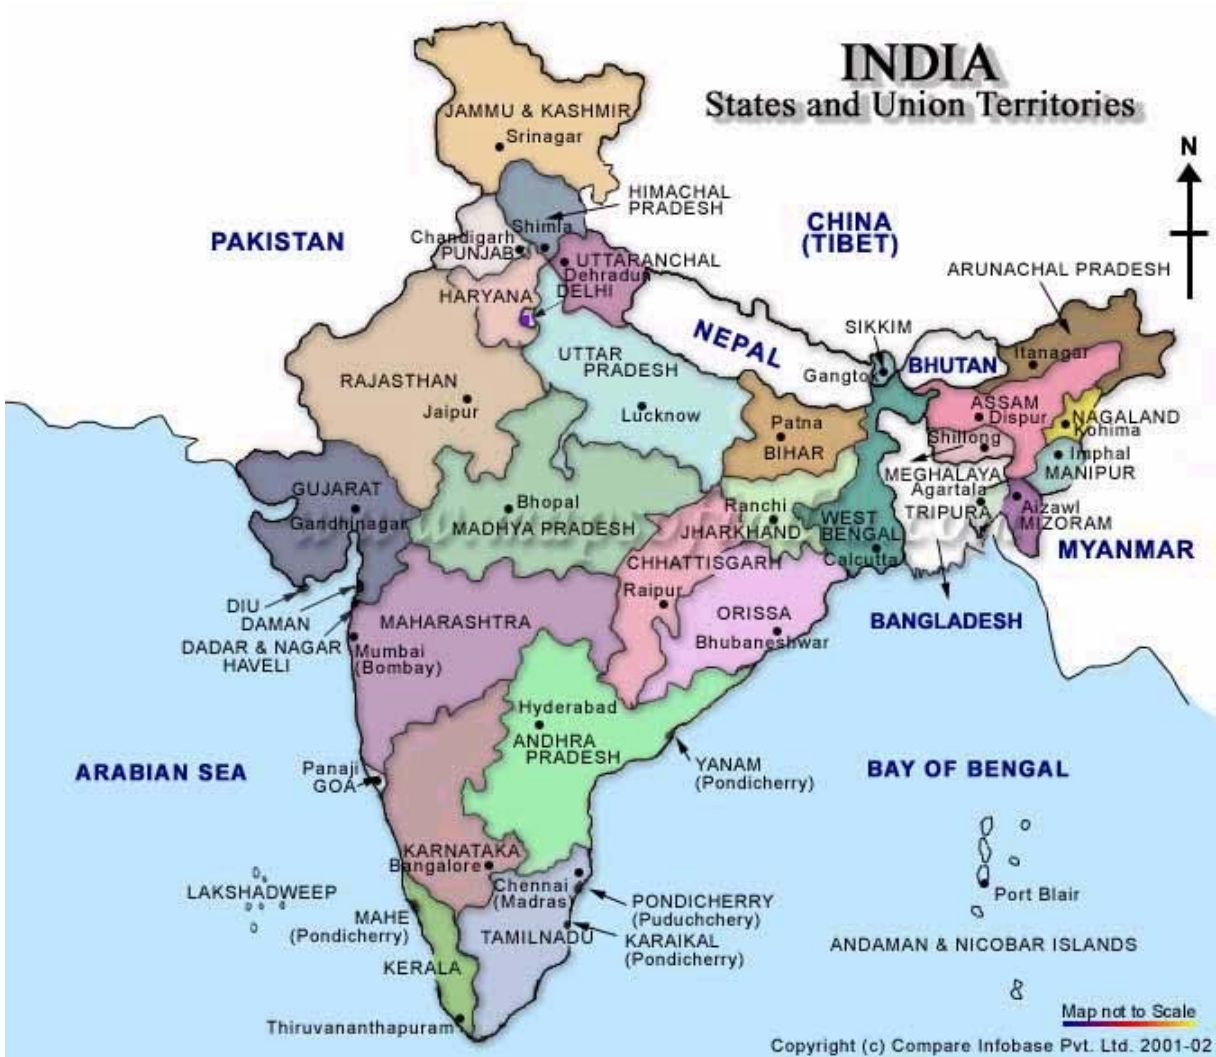 INDIA
States and Union Territories
N
JAMMU & KASHMIR
Srinagar
HIMACHAL
PRADESH
Shimla
PAKISTAN
CHINA
(TIBET)
Chandigarh
PUNJAB
UTTARANCHAL
Dehradun
DELHI
HARYANA
ARUNACHAL PRADESH
NEPAL
SIKKIM
BHUTAN
Itanagar
Gangtok
UTTAR
PRADESH
RAJASTHAN
Jaipur
Lucknow
Patna
BIHAR
ASSAM
Dispur
NAGALAND
Kohima
Shillong
Imphal
MANIPUR
MEGHALAYA
Agartala
TRIPURA
Aizawl
MIZORAM
MYANMAR
GUJARAT
Gandhinagar
Bhopal
MADHYA PRADESH
Ranchi
JHARKHAND
WEST
BENGAL
Calcutta
CHHATTISGARH
Raipur
ORISSA
Bhubaneshwar
BANGLADESH
DIU
DAMAN
DADAR & NAGAR
HAVELI
MAHARASHTRA
Mumbai
(Bombay)
Hyderabad
ANDHRA
PRADESH
YANAM
(Pondicherry)
ARABIAN SEA
BAY OF BENGAL
Panaji
GOA
KARNATAKA
Bangalore
Chennai
(Madras)
PONDICHERRY
(Puduchchery)
LAKSHADWEEP
MAHE
(Pondicherry)
TAMILNADU
KARAIKAL
(Pondicherry)
KERALA
Thiruvananthapuram
Port Blair
ANDAMAN & NICOBAR ISLANDS
Map not to Scale
Copyright (c) Compare Infobase Pvt. Ltd. 2001-02